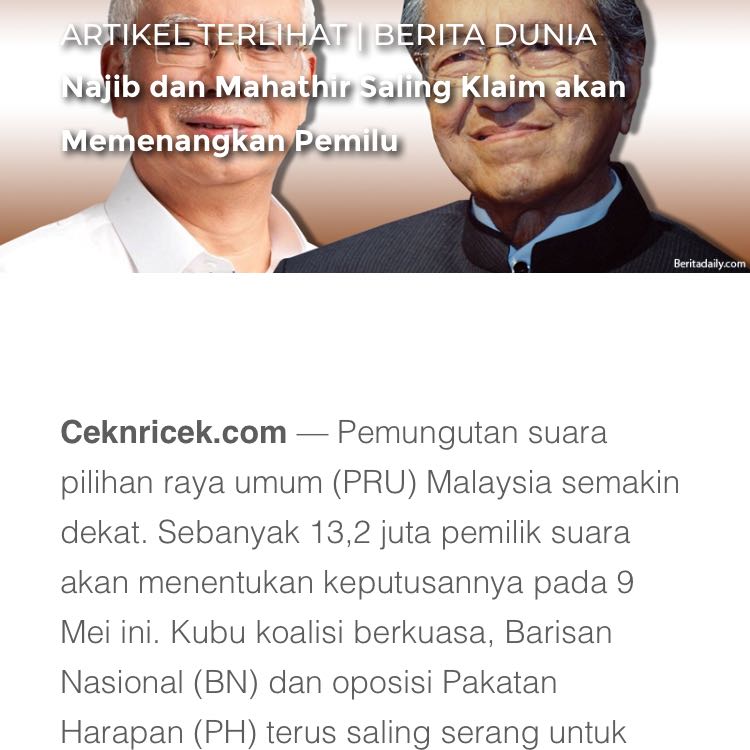 ARTIKEL TERLIHAT | BERITA DUNIA
Najib dan Mahathir Saling Klaim akan
Memenangkan Pemilu
Beritadaily.com
Ceknricek.com — Pemungutan suara
pilihan raya umum (PRU) Malaysia semakin
dekat. Sebanyak 13,2 juta pemilik suara
akan menentukan keputusannya pada 9
Mei ini. Kubu koalisi berkuasa, Barisan
Nasional (BN) dan oposisi Pakatan
Harapan (PH) terus saling serang untuk